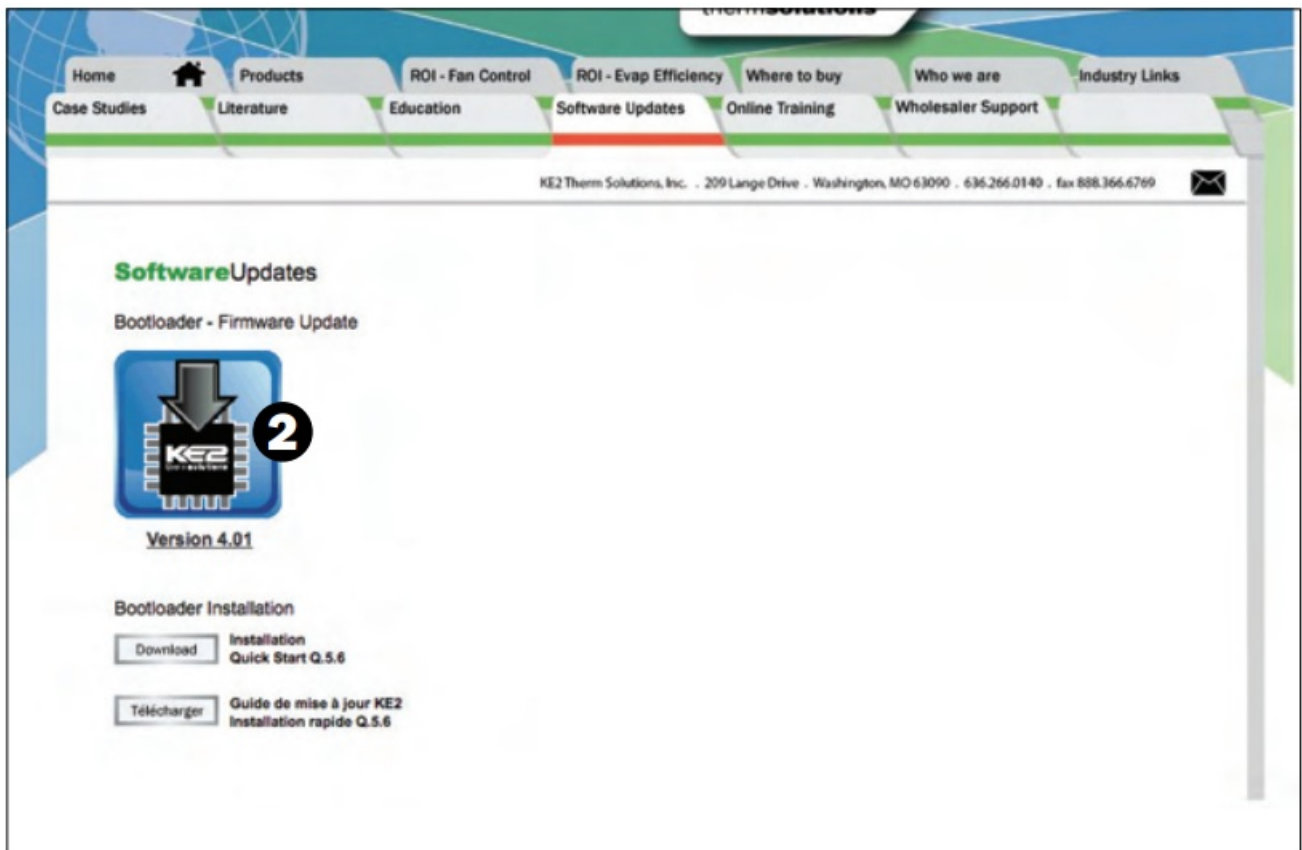 thermsolutions
Home Products ROI - Fan Control ROI - Evap Efficiency Where to buy Who we are Industry Links
Case Studies Literature Education Software Updates Online Training Wholesaler Support
KE2 Therm Solutions, Inc. . 209 Lange Drive . Washington, MO 63090 . 636.266.0140 . fax 888.366.6769
SoftwareUpdates
Bootloader - Firmware Update
KE2
2
Version 4.01
Bootloader Installation
Download Installation
Quick Start Q.5.6
Télécharger Guide de mise à jour KE2
Installation rapide Q.5.6